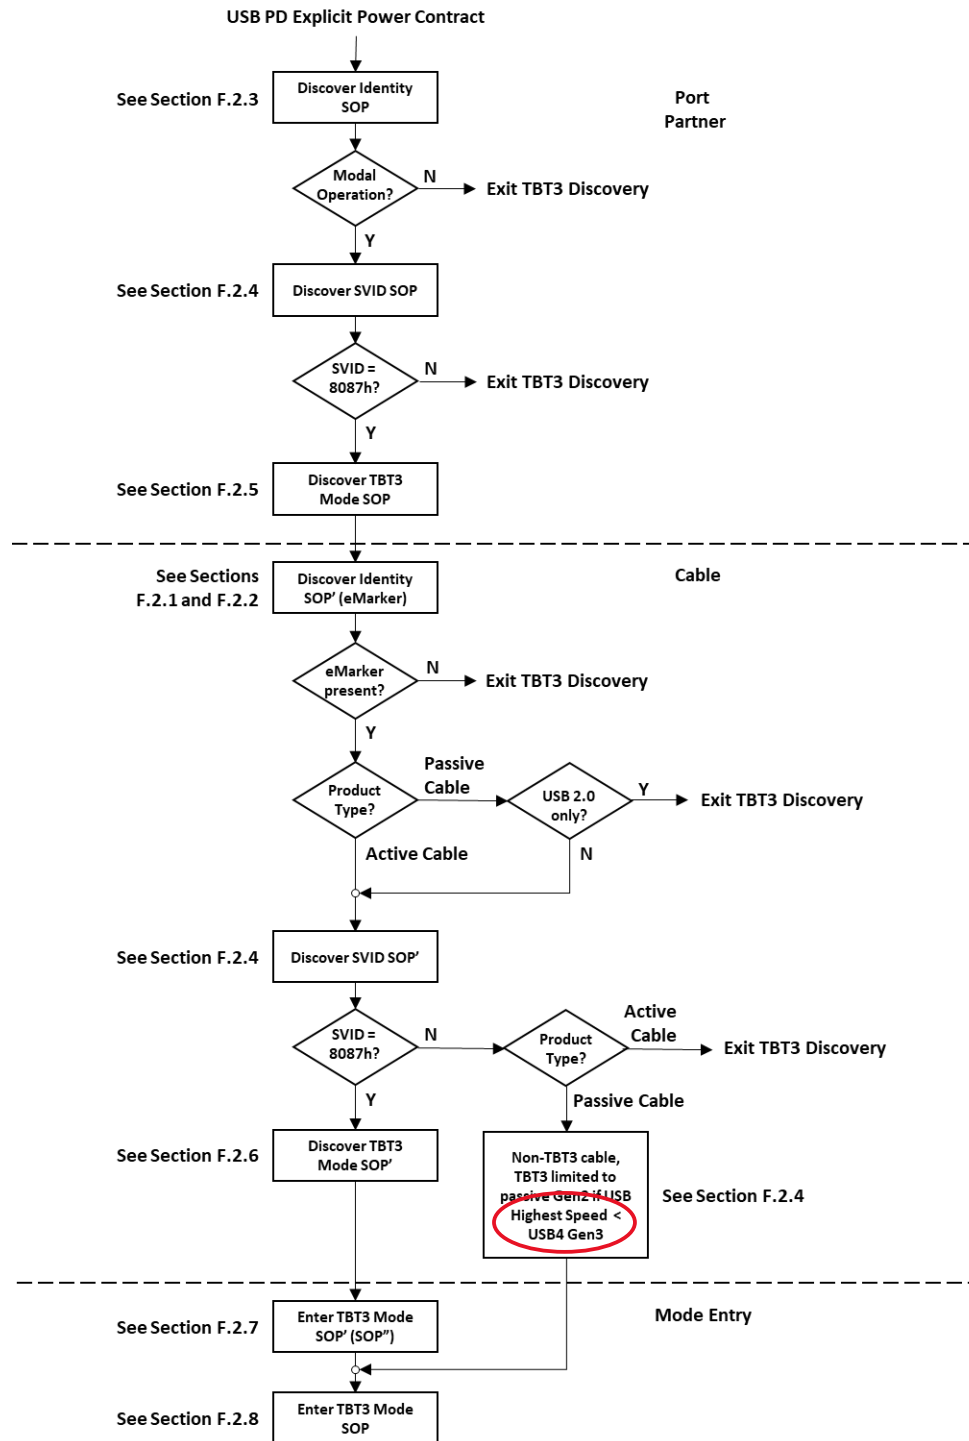 USB PD Explicit Power Contract
See Section F.2.3
Discover Identity
SOP
Port
Partner
Modal
Operation?
N
Exit TBT3 Discovery
Y
See Section F.2.4
Discover SVID SOP
SVID =
8087h?
N
Exit TBT3 Discovery
Y
See Section F.2.5
Discover TBT3
Mode SOP
See Sections
F.2.1 and F.2.2
Discover Identity
SOP' (eMarker)
Cable
eMarker
present?
N
Exit TBT3 Discovery
Y
Product
Type?
Passive
Cable
USB 2.0
only?
Y
Exit TBT3 Discovery
Active Cable
N
See Section F.2.4
Discover SVID SOP'
SVID =
8087h?
N
Product
Type?
Active
Cable
Exit TBT3 Discovery
Y
Passive Cable
See Section F.2.6
Discover TBT3
Mode SOP'
Non-TBT3 cable,
TBT3 limited to
passive Gen2 if USB
Highest Speed <
USB4 Gen3
See Section F.2.4
Mode Entry
See Section F.2.7
Enter TBT3 Mode
SOP' (SOP")
See Section F.2.8
Enter TBT3 Mode
SOP